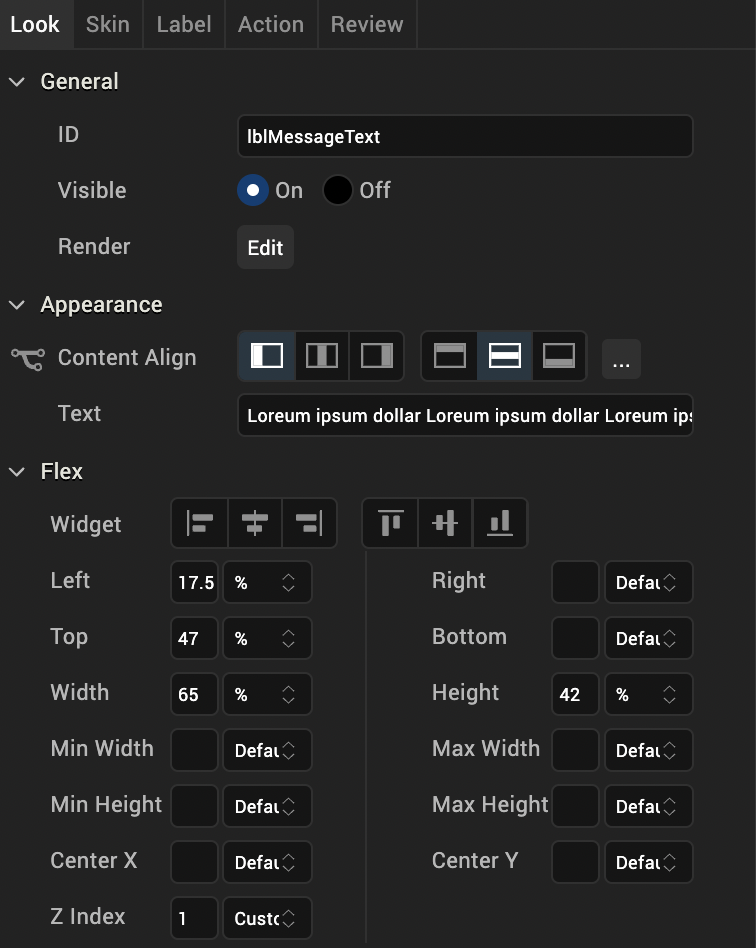 Look Skin Label Action Review
General
ID lblMessageText
Visible On Off
Render Edit
Appearance
Content Align ...
Text Loreum ipsum dollar Loreum ipsum dollar Loreum ips
Flex
Widget
Left 17.5 % Right Defau
Top 47 % Bottom Defau
Width 65 % Height 42 %
Min Width Defau Max Width Defau
Min Height Defau Max Height Defau
Center X Defau Center Y Defau
Z Index 1 Custo